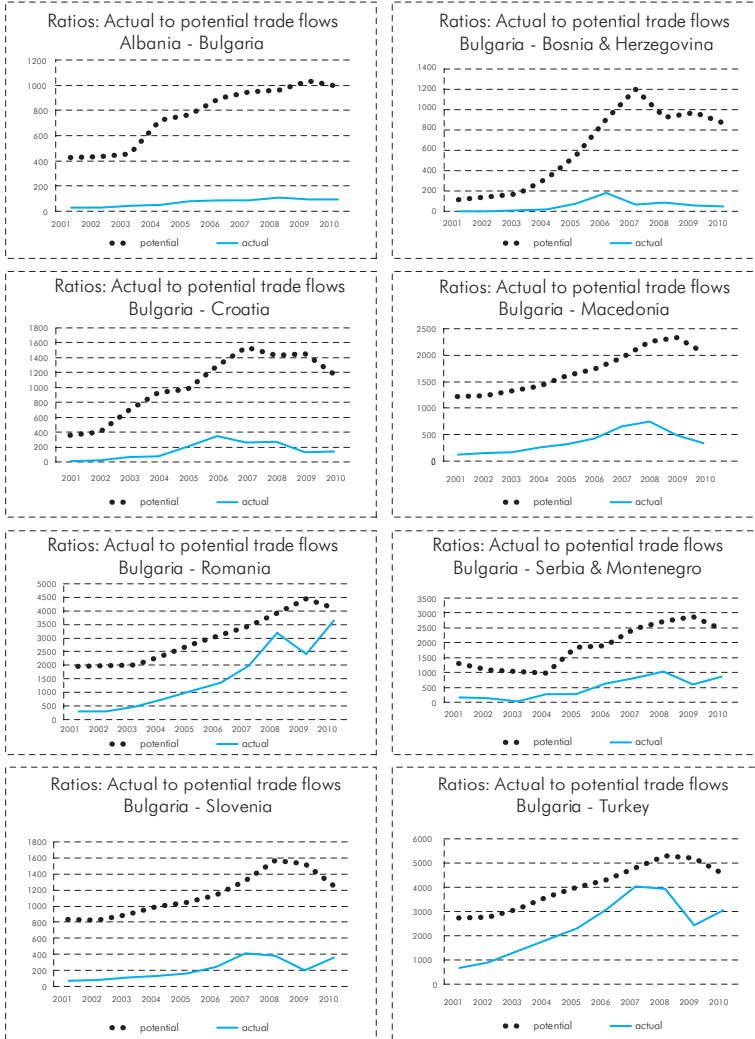 Ratios: Actual to potential trade flows
Albania - Bulgaria
1200
1000
800
600
400
200
0
2001 2002 2003 2004 2005 2006 2007 2008 2009 2010
potential actual
Ratios: Actual to potential trade flows
Bulgaria - Bosnia & Herzegovina
1400
1200
1000
800
600
400
200
0
2001 2002 2003 2004 2005 2006 2007 2008 2009 2010
potential actual
Ratios: Actual to potential trade flows
Bulgaria - Croatia
1800
1600
1400
1200
1000
800
600
400
200
0
2001 2002 2003 2004 2005 2006 2007 2008 2009 2010
potential actual
Ratios: Actual to potential trade flows
Bulgaria - Macedonia
2500
2000
1500
1000
500
0
2001 2002 2003 2004 2005 2006 2007 2008 2009 2010
potential actual
Ratios: Actual to potential trade flows
Bulgaria - Romania
5000
4500
4000
3500
3000
2500
2000
1500
1000
500
0
2001 2002 2003 2004 2005 2006 2007 2008 2009 2010
potential actual
Ratios: Actual to potential trade flows
Bulgaria - Serbia & Montenegro
3500
3000
2500
2000
1500
1000
500
0
2001 2002 2003 2004 2005 2006 2007 2008 2009 2010
potential actual
Ratios: Actual to potential trade flows
Bulgaria - Slovenia
1800
1600
1400
1200
1000
800
600
400
200
0
2001 2002 2003 2004 2005 2006 2007 2008 2009 2010
potential actual
Ratios: Actual to potential trade flows
Bulgaria - Turkey
6000
5000
4000
3000
2000
1000
0
2001 2002 2003 2004 2005 2006 2007 2008 2009 2010
potential actual